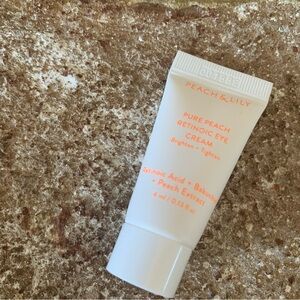 PEACH & LILY
PURE PEACH
RETINOIC EYE
CREAM
Brighten + Tighten
Retinoic Acid + Bakuchiol
+ Peach Extract